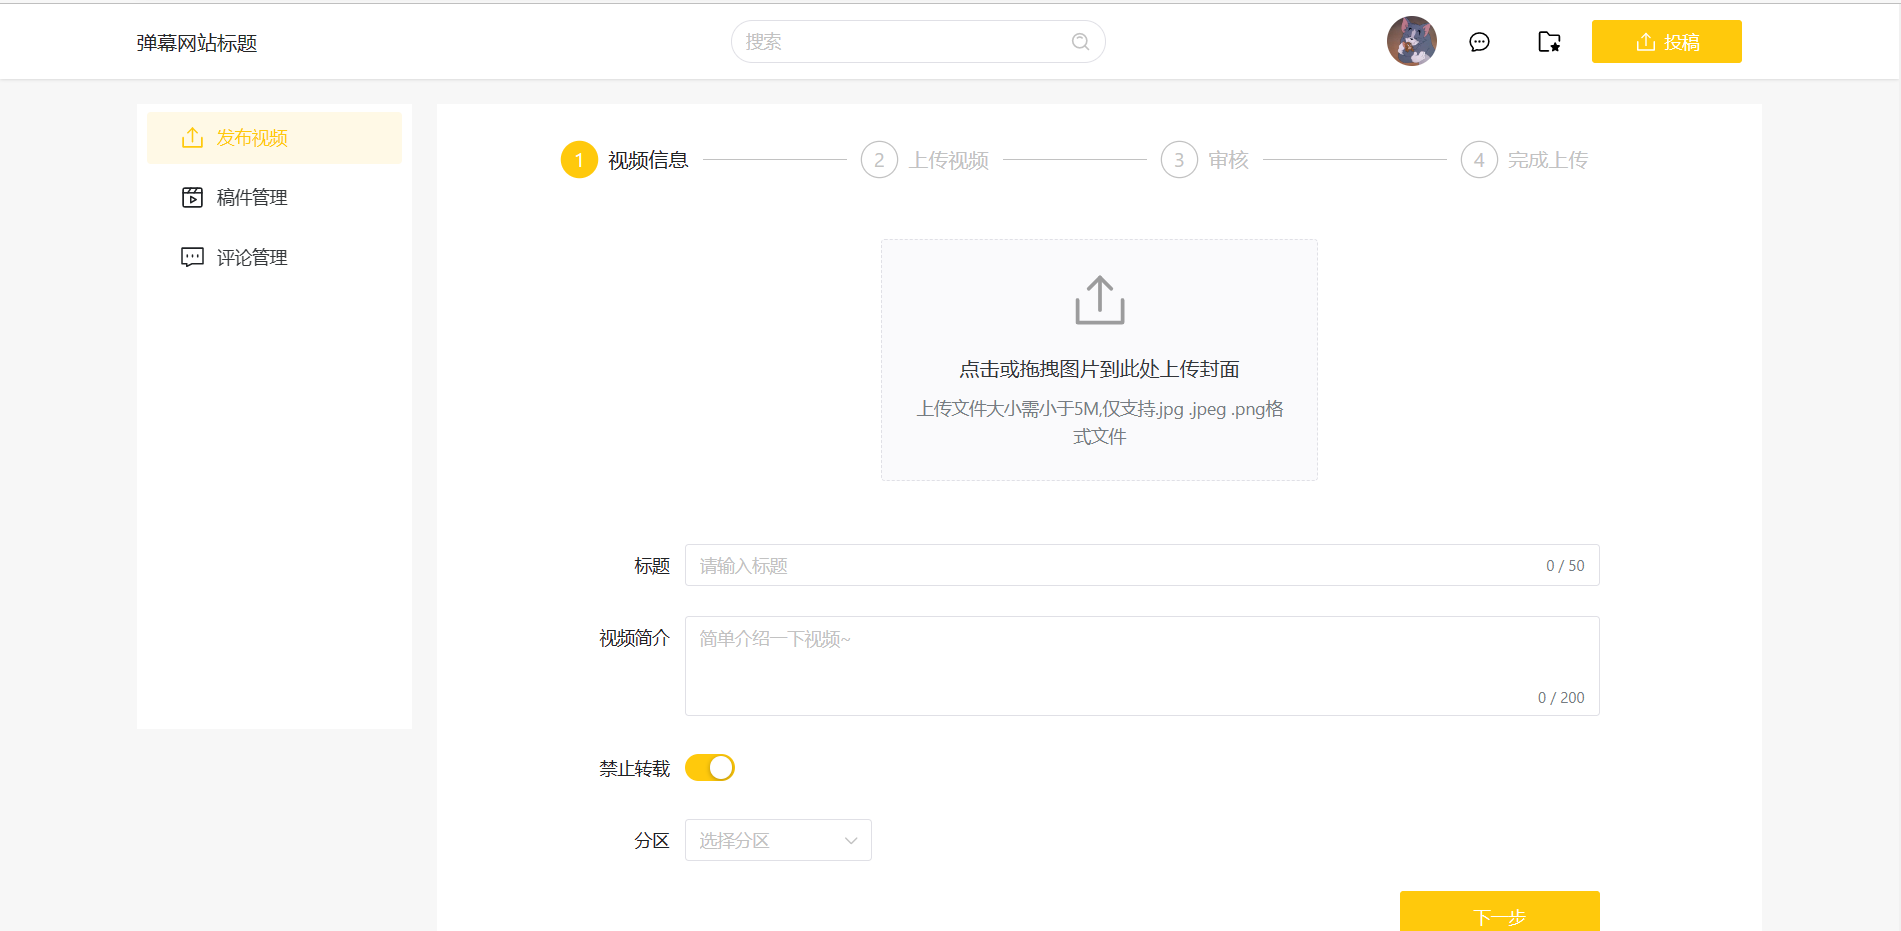 弹幕网站标题
搜索
投稿
发布视频
稿件管理
评论管理
1 视频信息
2 上传视频
3 审核
4 完成上传
点击或拖拽图片到此处上传封面
上传文件大小需小于5M,仅支持.jpg .jpeg .png格
式文件
标题 请输入标题 0 / 50
视频简介 简单介绍一下视频~
0 / 200
禁止转载
分区 选择分区
下一步